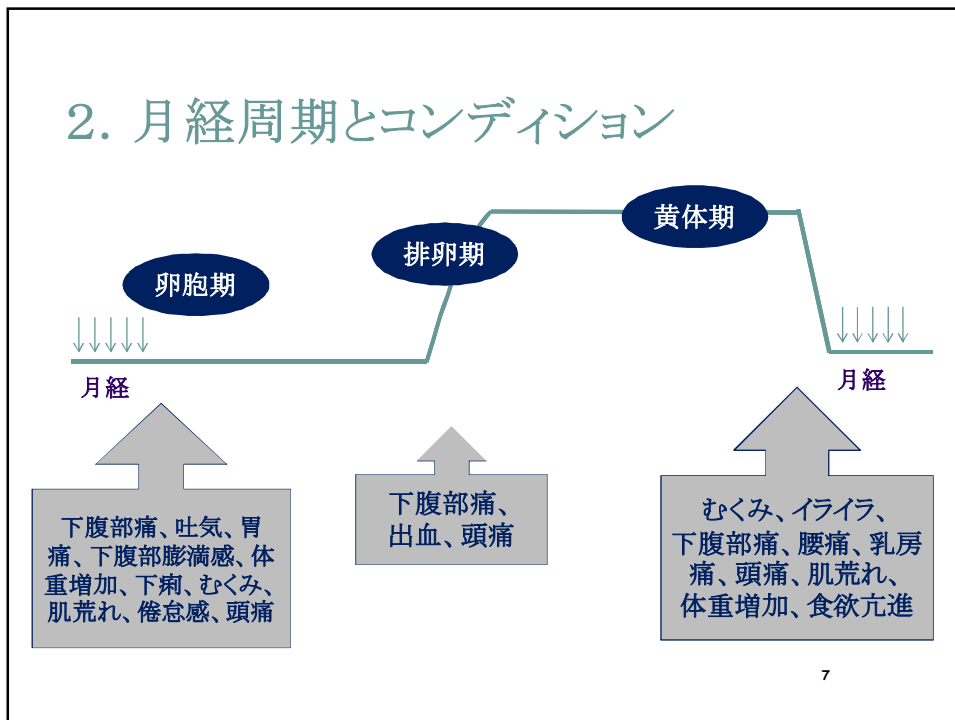 ２．月経周期とコンディション
黄体期
排卵期
卵胞期
月経
月経
下腹部痛、吐気、胃
痛、下腹部膨満感、体
重増加、下痢、むくみ、
肌荒れ、倦怠感、頭痛
下腹部痛、
出血、頭痛
むくみ、イライラ、
下腹部痛、腰痛、乳房
痛、頭痛、肌荒れ、
体重増加、食欲亢進
7